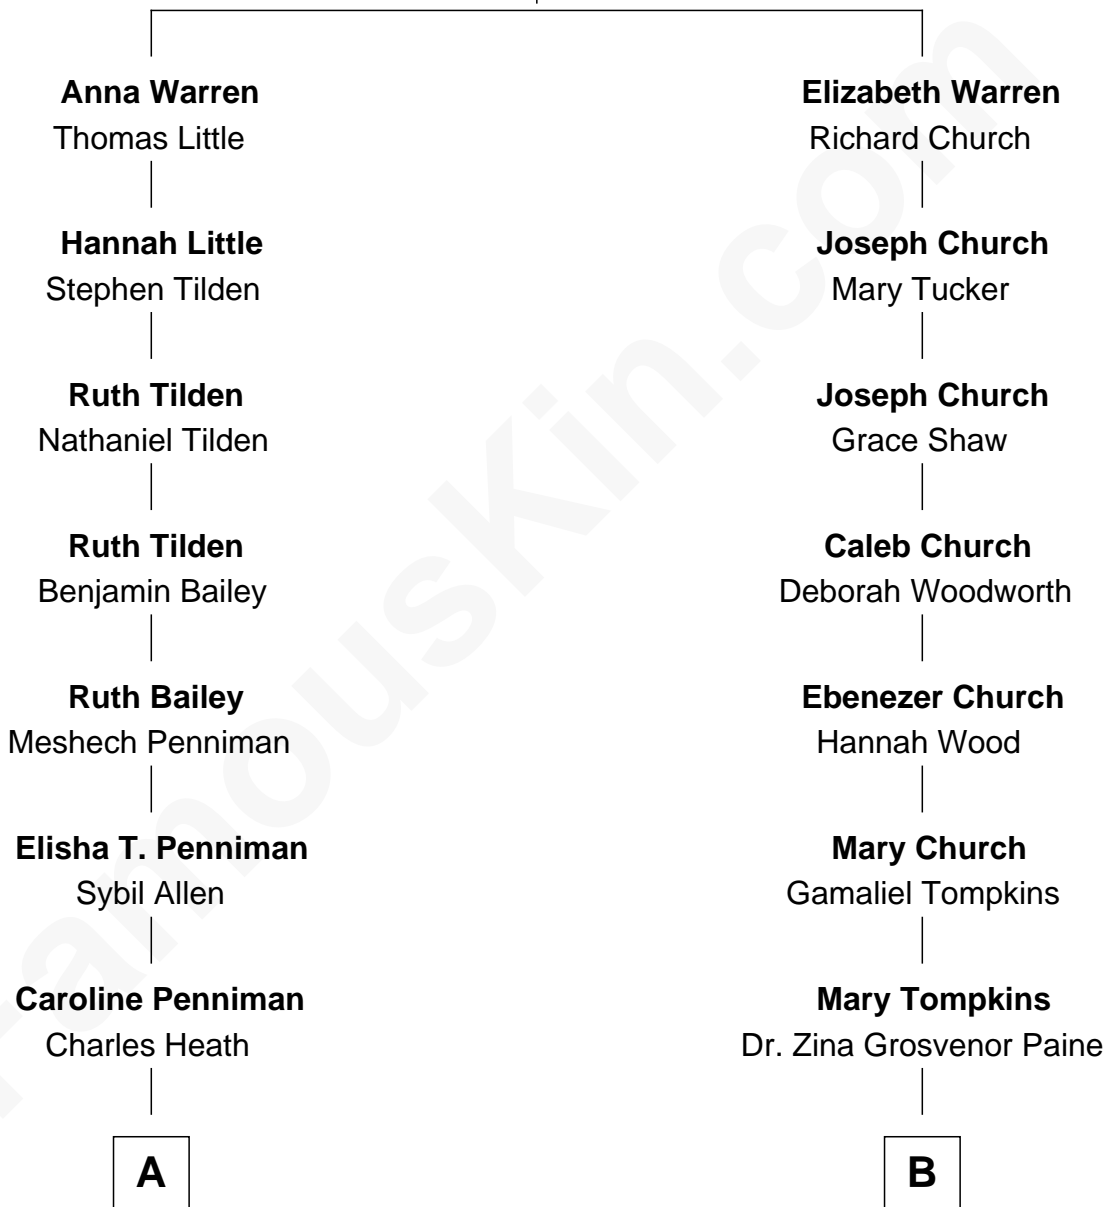 Anna Warren
Thomas Little
Elizabeth Warren
Richard Church
Hannah Little
Stephen Tilden
Joseph Church
Mary Tucker
Ruth Tilden
Nathaniel Tilden
Joseph Church
Grace Shaw
Ruth Tilden
Benjamin Bailey
Caleb Church
Deborah Woodworth
Ruth Bailey
Meshech Penniman
Ebenezer Church
Hannah Wood
Elisha T. Penniman
Sybil Allen
Mary Church
Gamaliel Tompkins
Caroline Penniman
Charles Heath
Mary Tompkins
Dr. Zina Grosvenor Paine
A
B
FamousKin.com